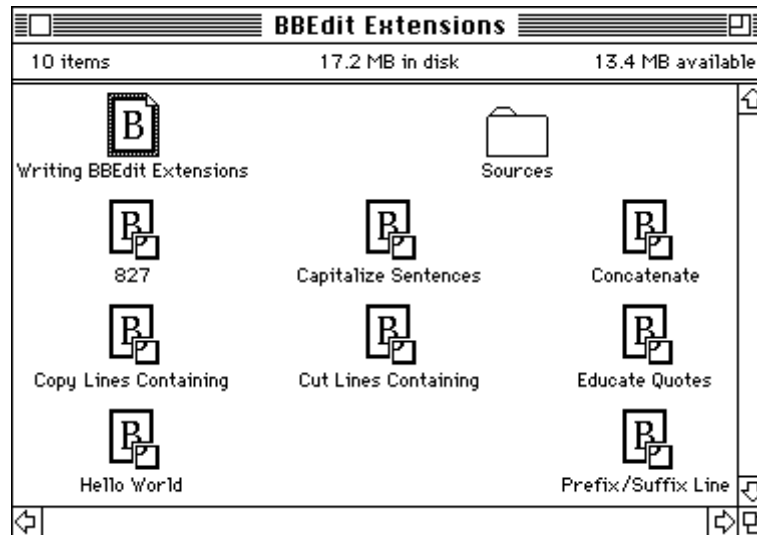 BBEdit Extensions
10 items 17.2 MB in disk 13.4 MB available
B
Writing BBEdit Extensions Sources
B B B
827 Capitalize Sentences Concatenate
B B B
Copy Lines Containing Cut Lines Containing Educate Quotes
B B
Hello World Prefix/Suffix Line